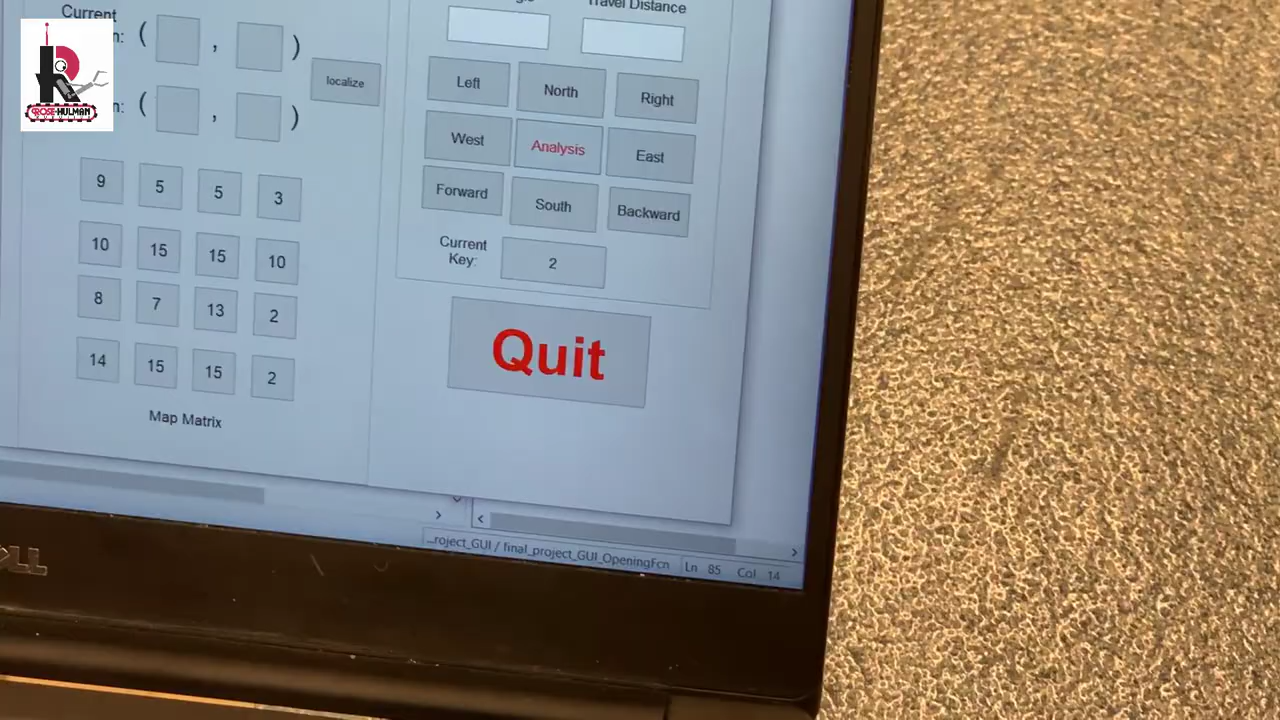 Current
Travel Distance
( , )
localize
( , )
Left North Right
West Analysis East
Forward South Backward
Current
Key: 2
9 5 5 3
10 15 15 10
8 7 13 2
14 15 15 2
Map Matrix
Quit
...roject_GUI / final_project_GUI_OpeningFcn Ln 85 Col 14
ROSE-HULMAN